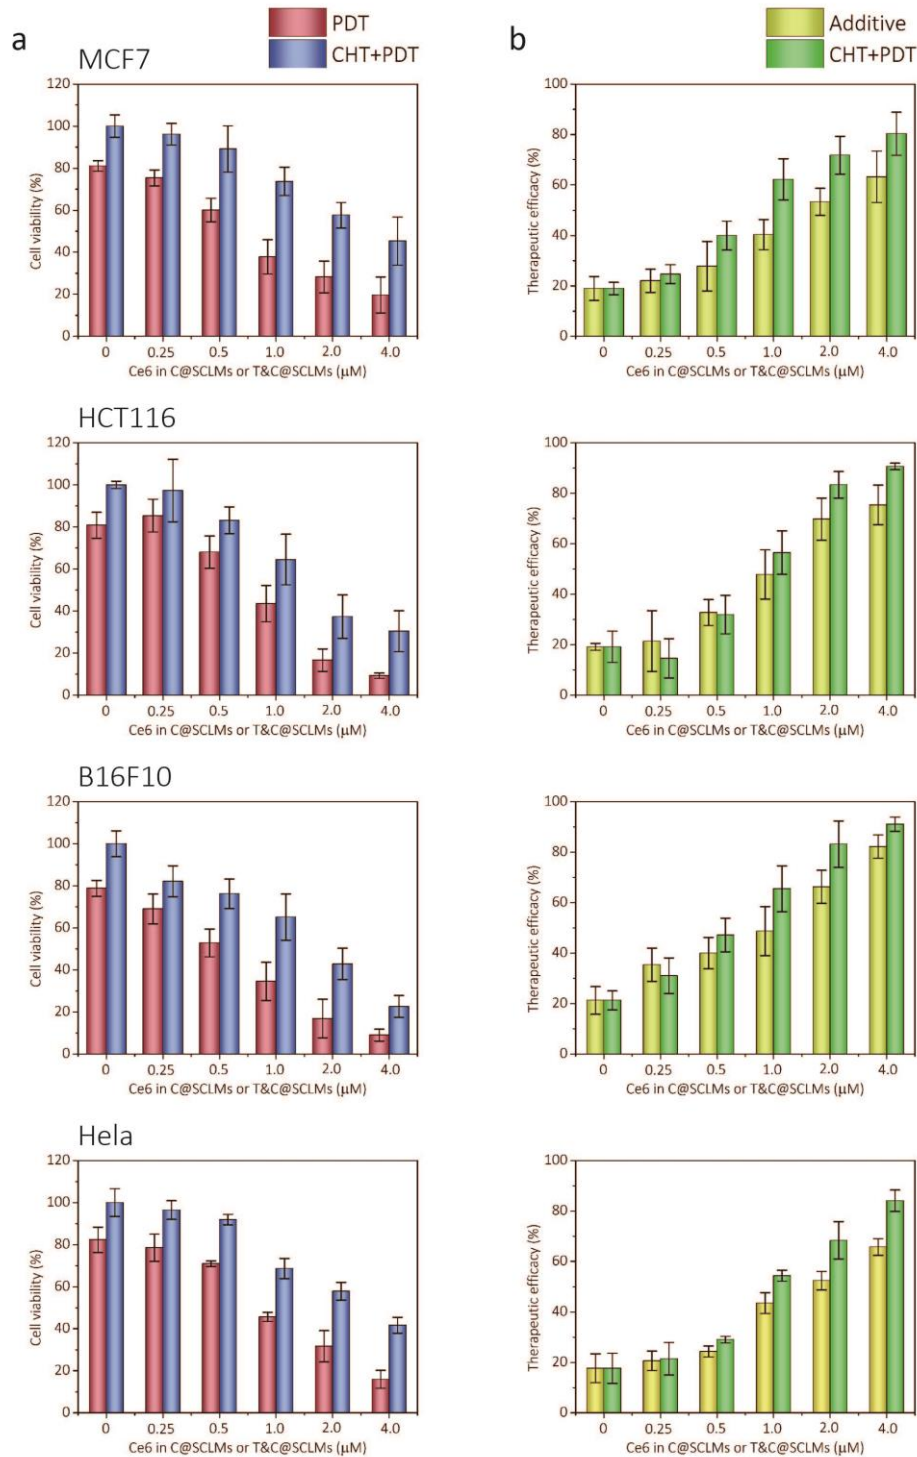 a
PDT
CHT+PDT
MCF7
120
100
80
60
40
20
0
Cell viability (%)
0 0.25 0.5 1.0 2.0 4.0
Ce6 in C@SCLMs or T&C@SCLMs (μM)
b
Additive
CHT+PDT
100
80
60
40
20
0
Therapeutic efficacy (%)
0 0.25 0.5 1.0 2.0 4.0
Ce6 in C@SCLMs or T&C@SCLMs (μM)
HCT116
120
100
80
60
40
20
0
Cell viability (%)
0 0.25 0.5 1.0 2.0 4.0
Ce6 in C@SCLMs or T&C@SCLMs (μM)
100
80
60
40
20
0
Therapeutic efficacy (%)
0 0.25 0.5 1.0 2.0 4.0
Ce6 in C@SCLMs or T&C@SCLMs (μM)
B16F10
120
100
80
60
40
20
0
Cell viability (%)
0 0.25 0.5 1.0 2.0 4.0
Ce6 in C@SCLMs or T&C@SCLMs (μM)
100
80
60
40
20
0
Therapeutic efficacy (%)
0 0.25 0.5 1.0 2.0 4.0
Ce6 in C@SCLMs or T&C@SCLMs (μM)
Hela
120
100
80
60
40
20
0
Cell viability (%)
0 0.25 0.5 1.0 2.0 4.0
Ce6 in C@SCLMs or T&C@SCLMs (μM)
100
80
60
40
20
0
Therapeutic efficacy (%)
0 0.25 0.5 1.0 2.0 4.0
Ce6 in C@SCLMs or T&C@SCLMs (μM)